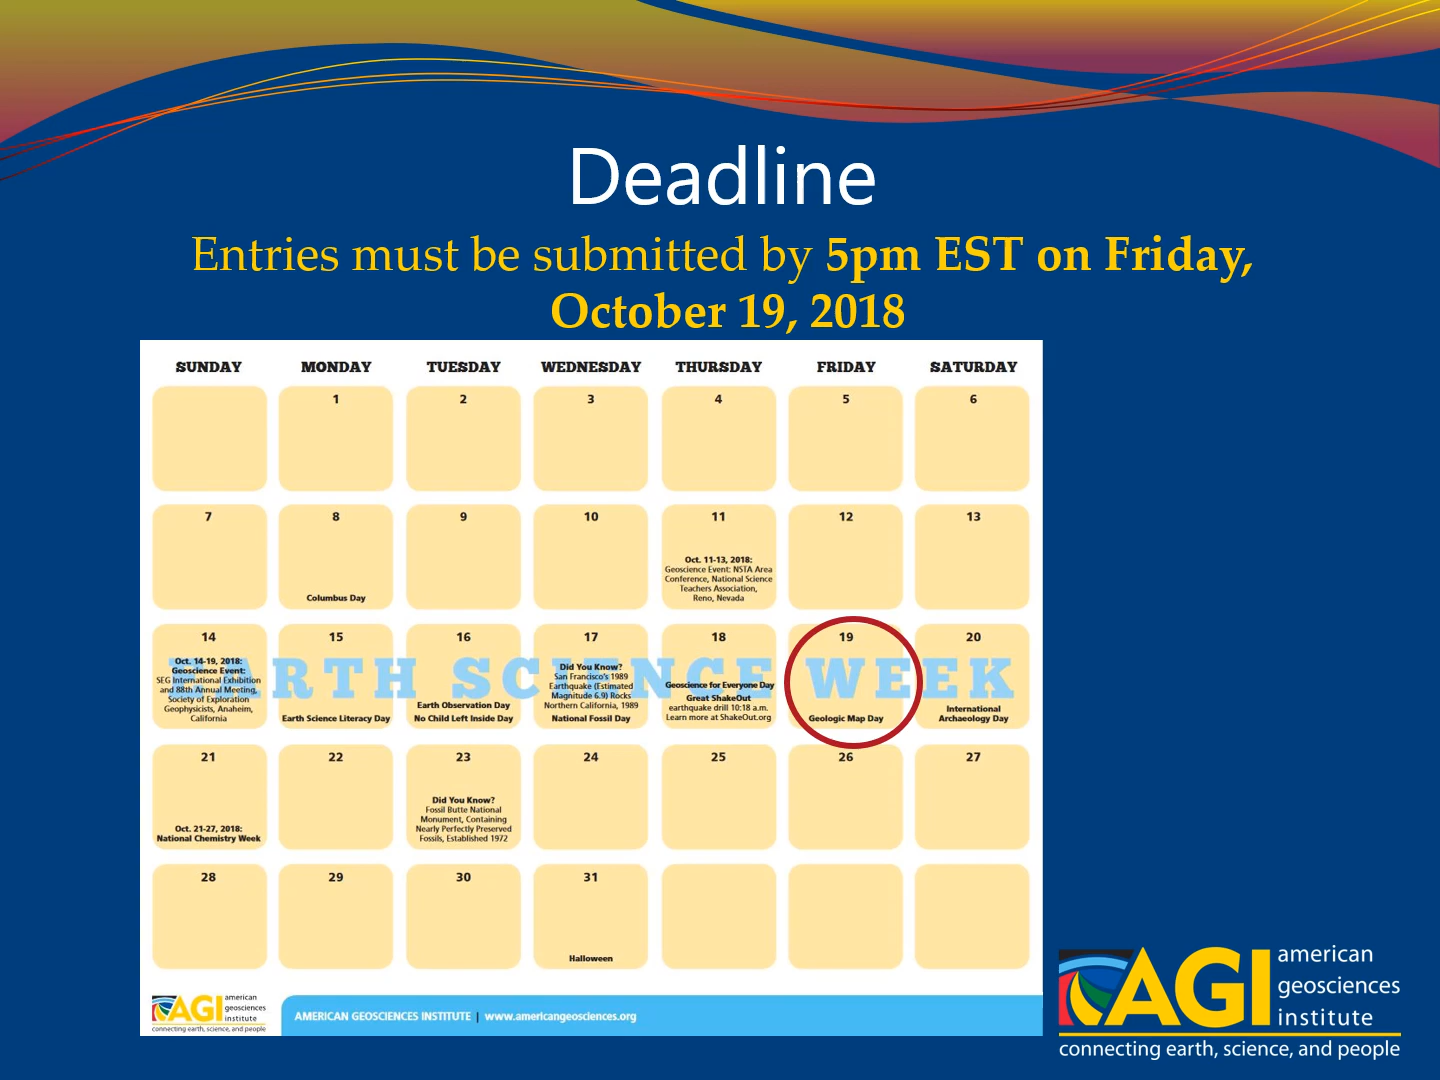 Deadline
Entries must be submitted by 5pm EST on Friday,
October 19, 2018
SUNDAY MONDAY TUESDAY WEDNESDAY THURSDAY FRIDAY SATURDAY
1 2 3 4 5 6
7 8 9 10 11 12 13
Columbus Day
Oct. 11-13, 2018:
Geoscience Event: NSTA Area
Conference, National Science
Teachers Association,
Reno, Nevada
EARTH SCIENCE WEEK
14 15 16 17 18 19 20
Oct. 14-19, 2018:
Geoscience Event:
SEG International Exhibition
and 88th Annual Meeting,
Society of Exploration
Geophysicists, Anaheim,
California
Earth Science Literacy Day
Earth Observation Day
No Child Left Inside Day
Did You Know?
San Francisco's 1989
Earthquake (Estimated
Magnitude 6.9) Rocks
Northern California, 1989
National Fossil Day
Geoscience for Everyone Day
Great ShakeOut
earthquake drill 10:18 a.m.
Learn more at ShakeOut.org
Geologic Map Day
International
Archaeology Day
21 22 23 24 25 26 27
Oct. 21-27, 2018:
National Chemistry Week
Did You Know?
Fossil Butte National
Monument, Containing
Nearly Perfectly Preserved
Fossils, Established 1972
28 29 30 31
Halloween
AGI
american
geosciences
institute
connecting earth, science, and people
AMERICAN GEOSCIENCES INSTITUTE | www.americangeosciences.org
AGI
american
geosciences
institute
connecting earth, science, and people